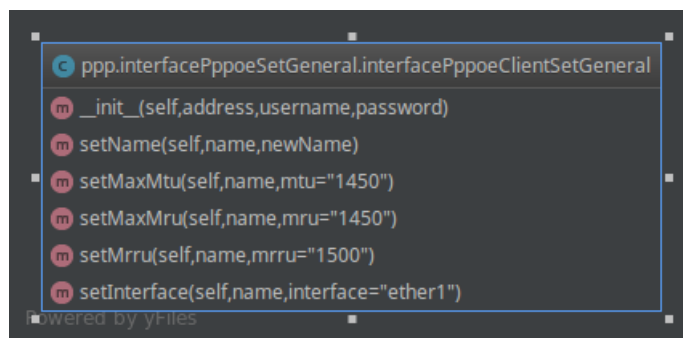 C ppp.interfacePppoeSetGeneral.interfacePppoeClientSetGeneral
m __init__(self,address,username,password)
m setName(self,name,newName)
m setMaxMtu(self,name,mtu="1450")
m setMaxMru(self,name,mru="1450")
m setMrru(self,name,mrru="1500")
m setInterface(self,name,interface="ether1")
Powered by yFiles